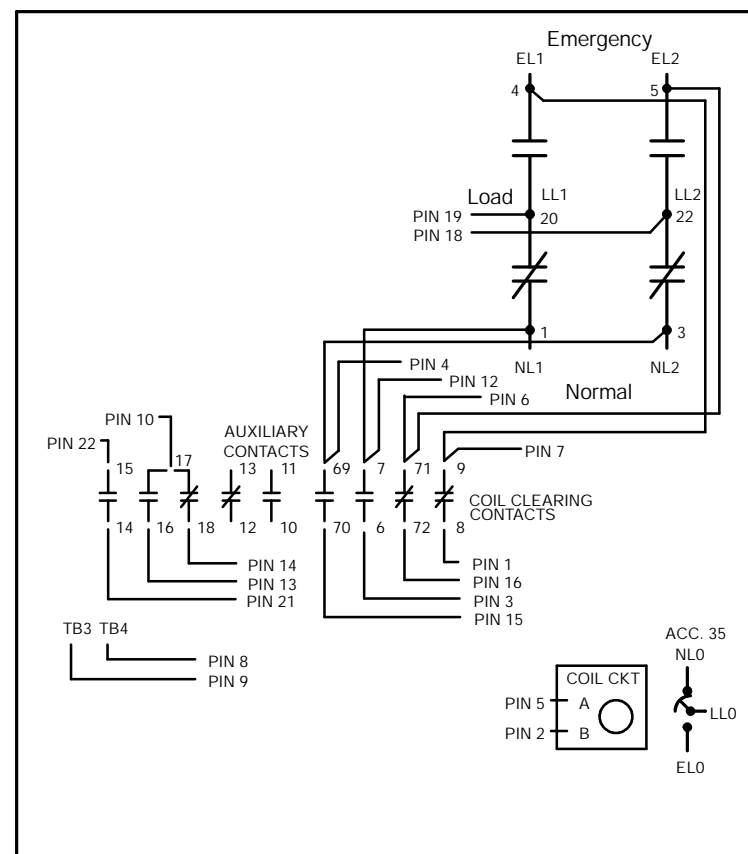 Emergency
EL1 EL2
4 5
Load LL1 LL2
PIN 19 20 22
PIN 18
1 3
NL1 NL2
PIN 4
PIN 12 Normal
PIN 6
PIN 10
PIN 22 AUXILIARY CONTACTS PIN 7
15 17 13 11 69 7 71 9
COIL CLEARING CONTACTS
14 16 18 12 10 70 6 72 8
PIN 14 PIN 1
PIN 13 PIN 16
PIN 21 PIN 3
PIN 15
TB3 TB4
PIN 8
PIN 9
ACC. 35
NL0
COIL CKT
PIN 5 A
LL0
PIN 2 B
EL0